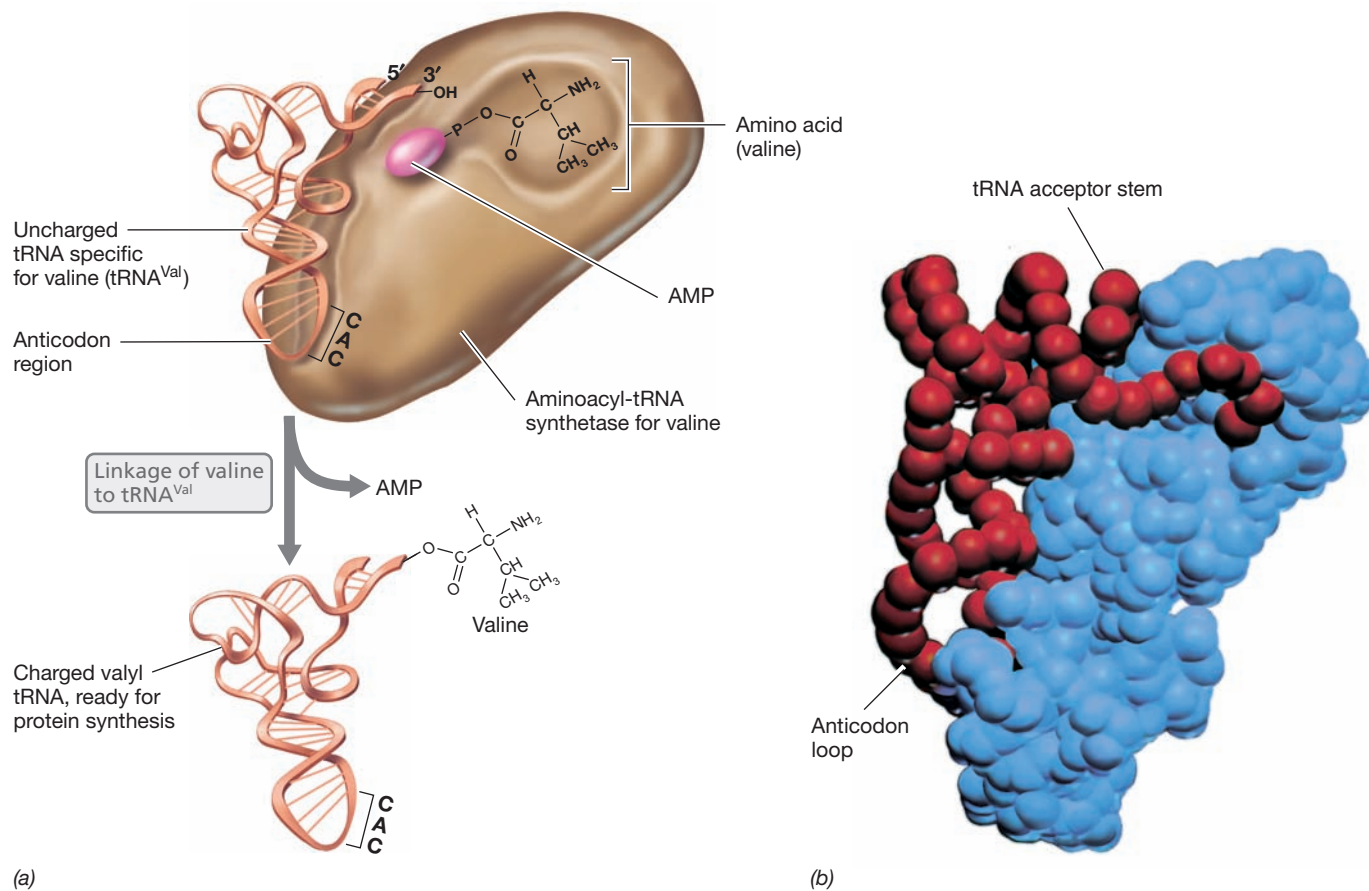 5′ 3′
OH
H
NH₂
C
O
P
C
O
CH
CH₃
CH₃
Amino acid
(valine)
Uncharged
tRNA specific
for valine (tRNAVal)
AMP
Anticodon
region
C
A
C
Aminoacyl-tRNA
synthetase for valine
Linkage of valine
to tRNAVal
AMP
H
NH₂
O
C
C
O
CH
CH₃
CH₃
Valine
Charged valyl
tRNA, ready for
protein synthesis
C
A
C
(a)
tRNA acceptor stem
Anticodon
loop
(b)